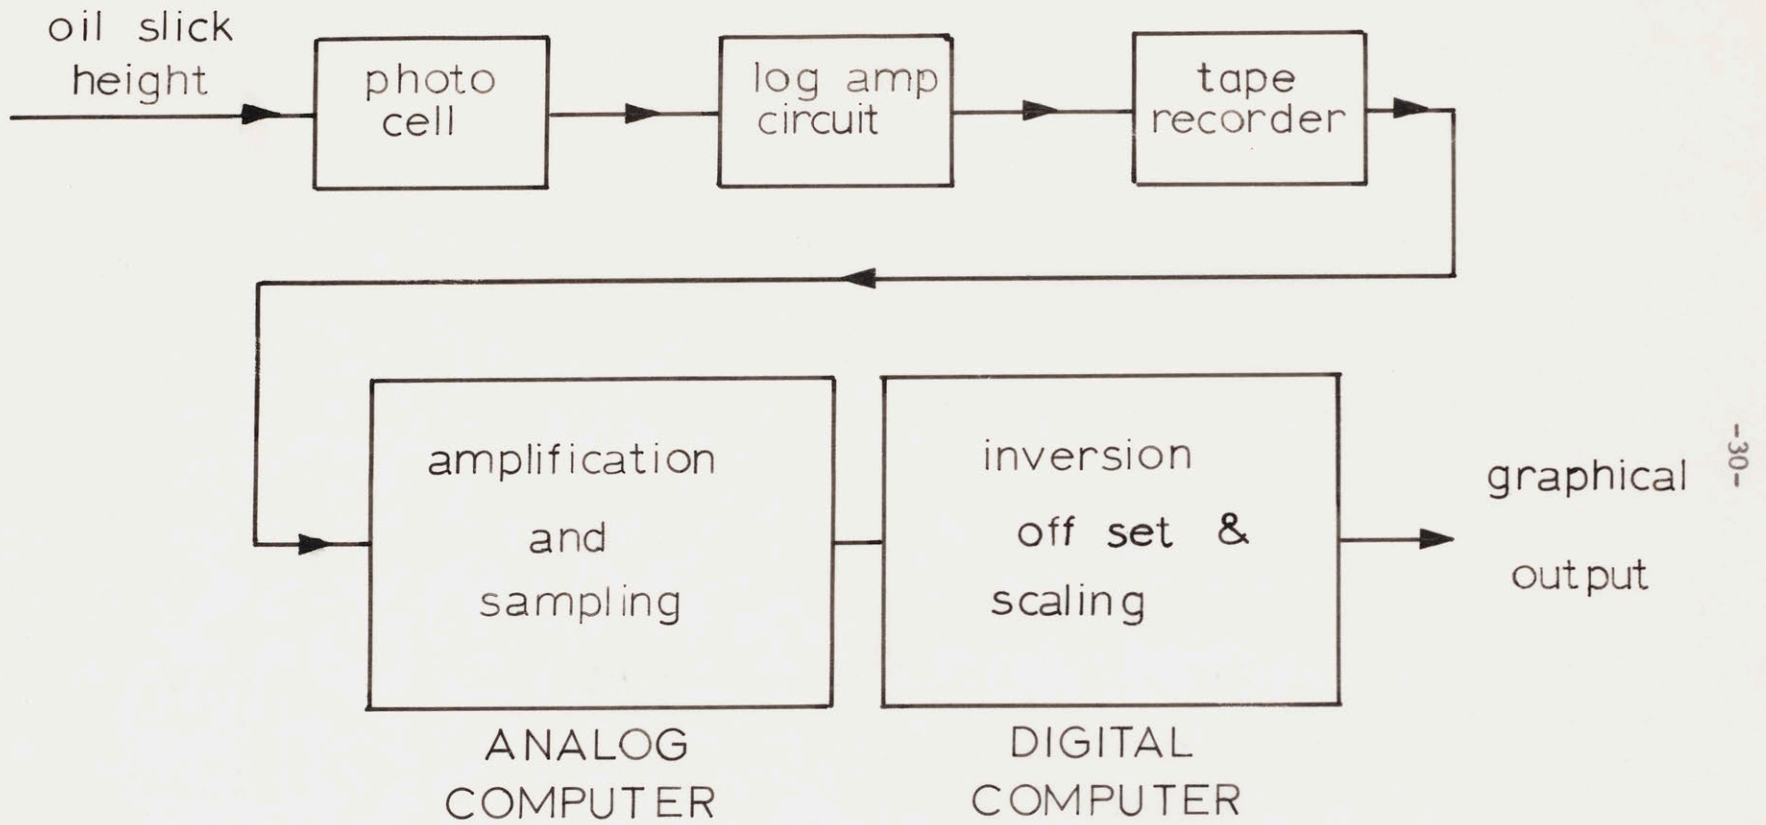 oil slick
height
photo
cell
log amp
circuit
tape
recorder
amplification
and
sampling
ANALOG
COMPUTER
inversion
off set &
scaling
DIGITAL
COMPUTER
graphical
output
-30-